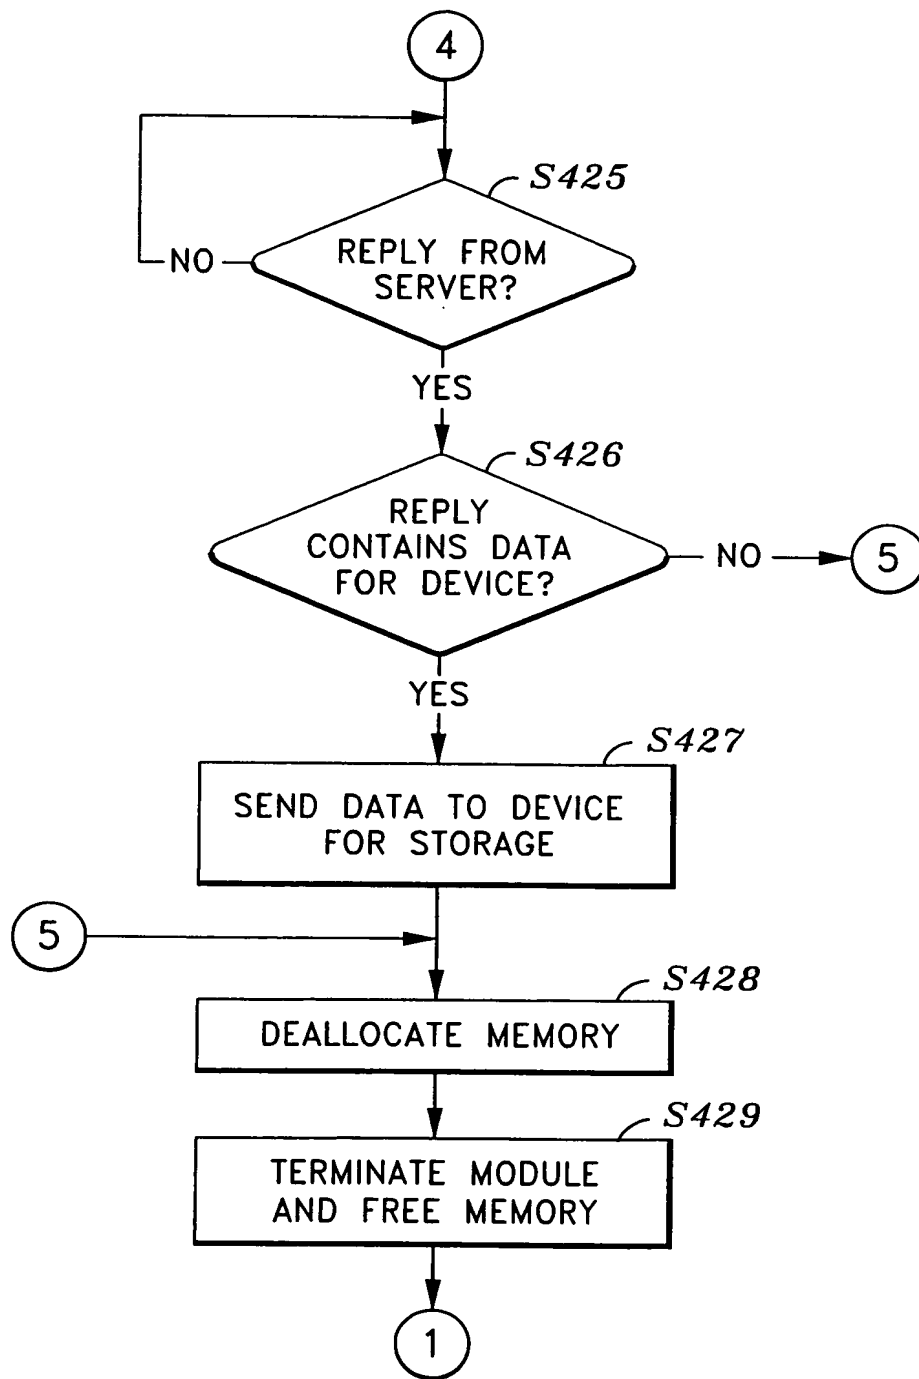 4
S425
REPLY FROM
SERVER?
NO
YES
S426
REPLY
CONTAINS DATA
FOR DEVICE?
NO
5
YES
S427
SEND DATA TO DEVICE
FOR STORAGE
5
S428
DEALLOCATE MEMORY
S429
TERMINATE MODULE
AND FREE MEMORY
1